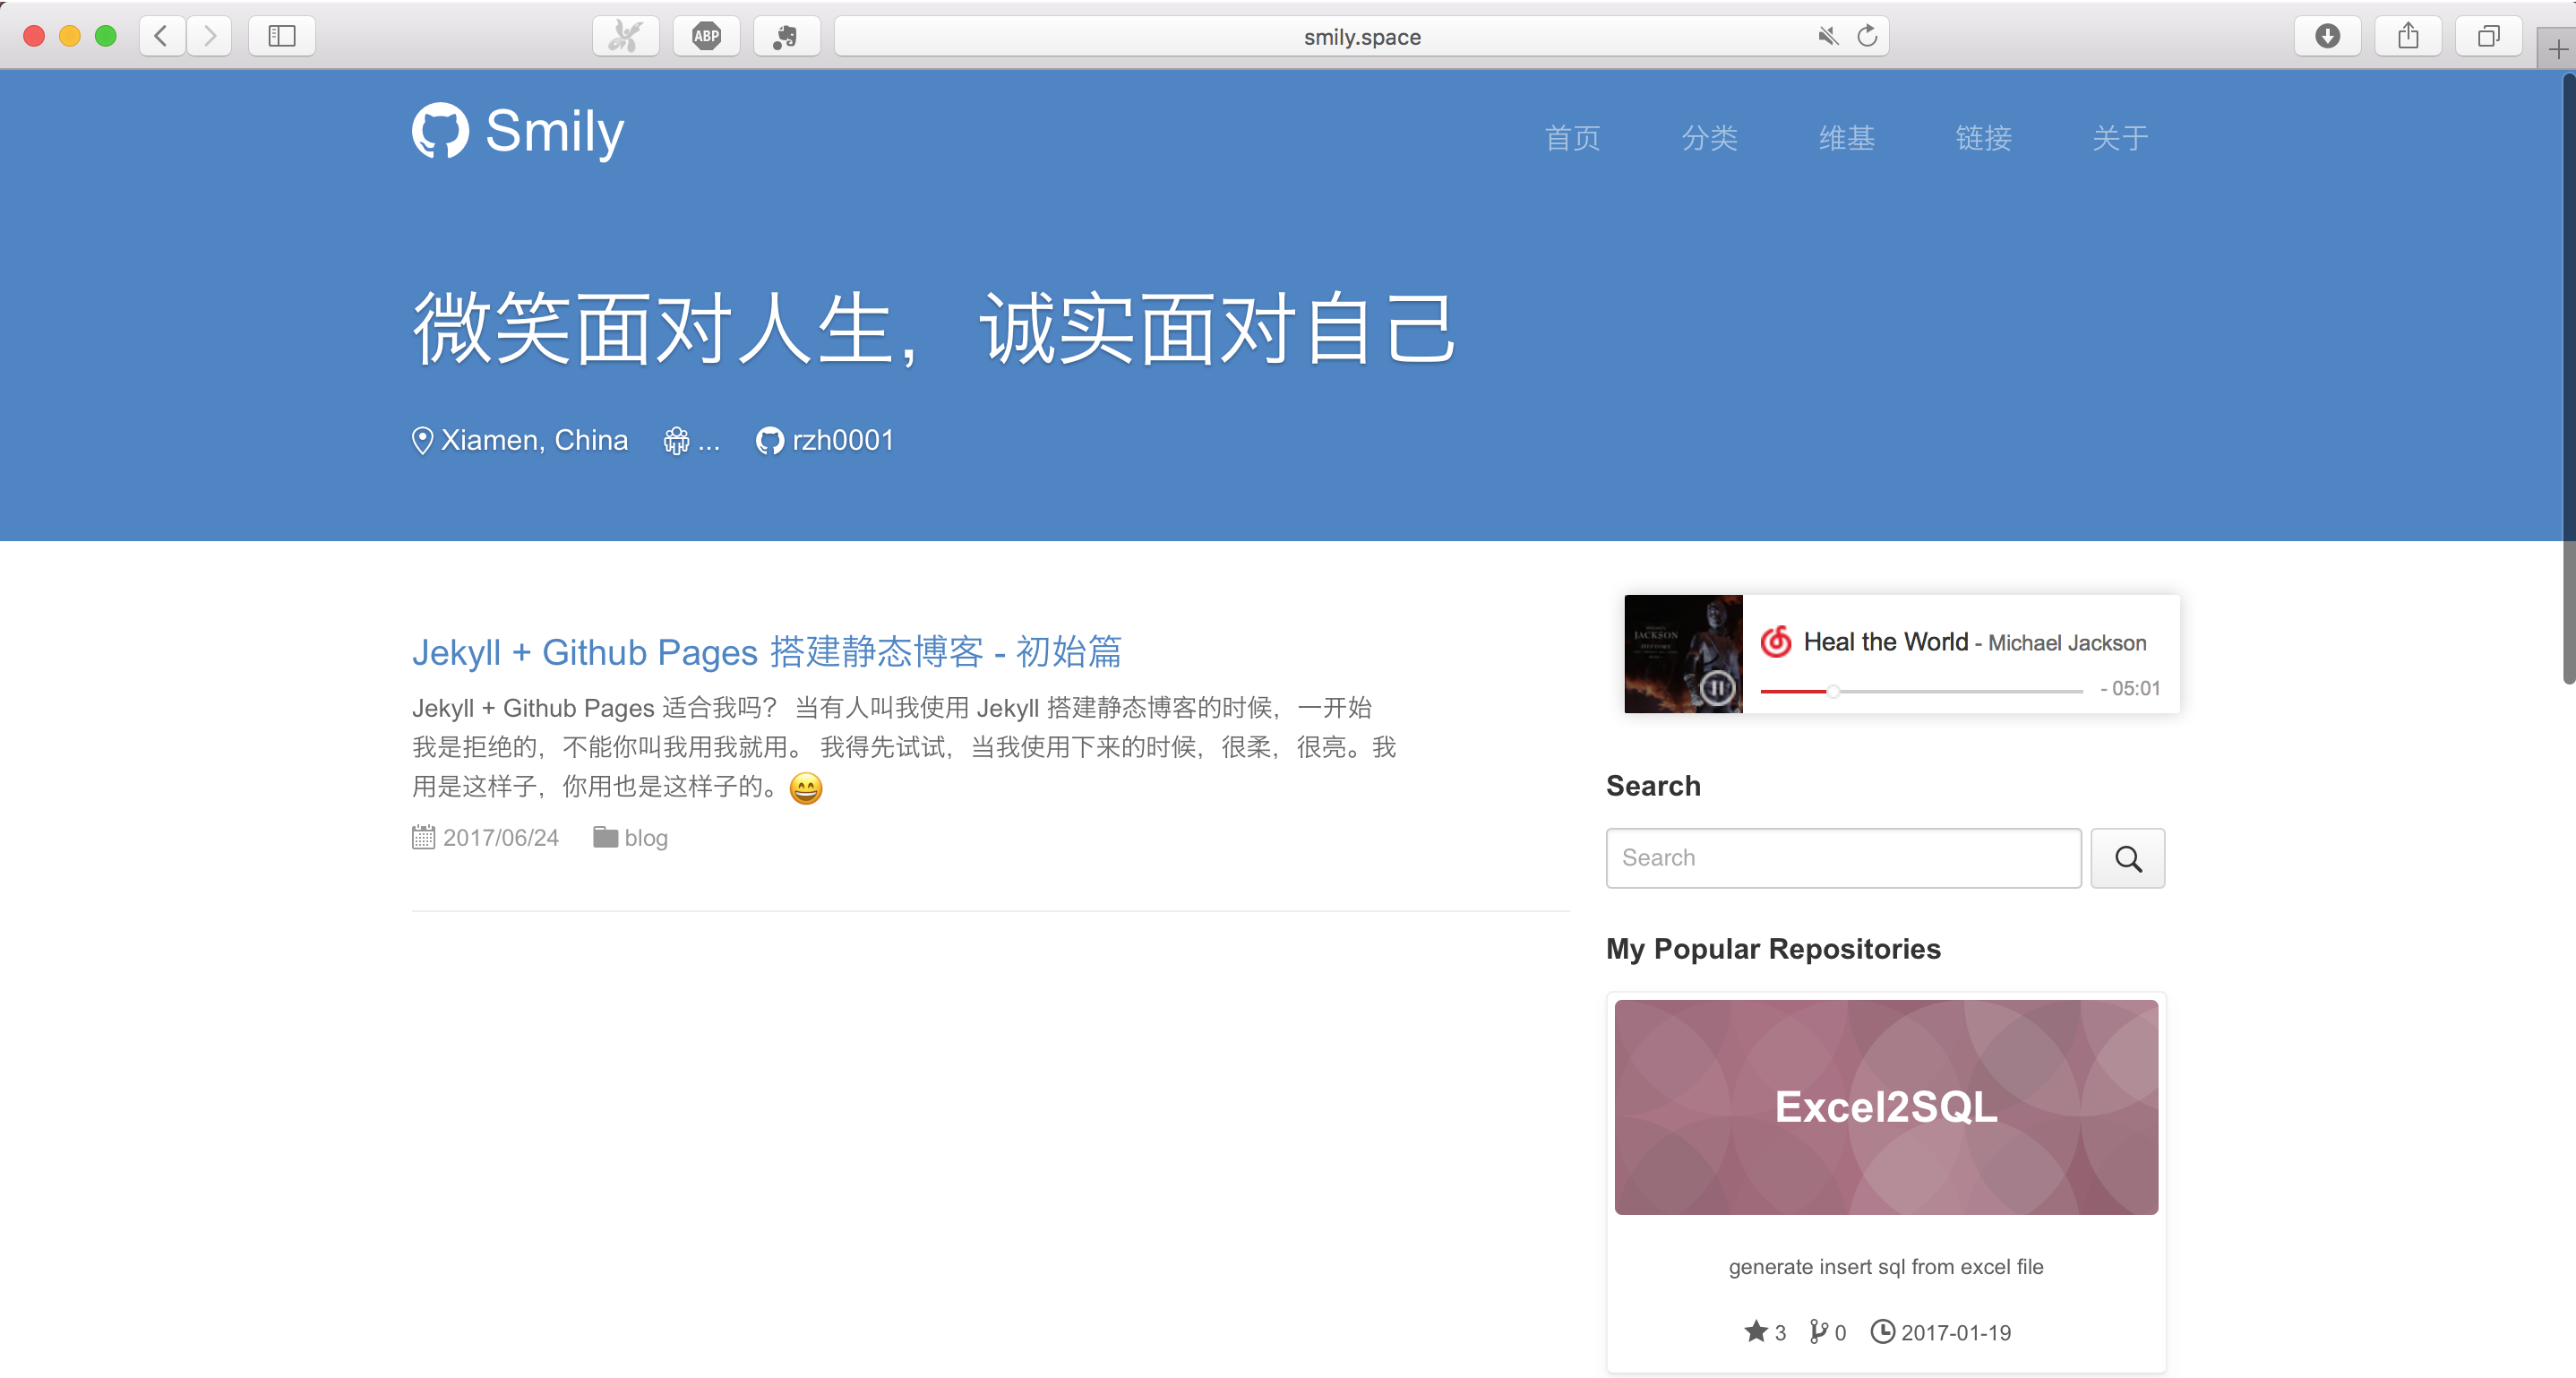 ABP
smily.space
Smily
首页 分类 维基 链接 关于
微笑面对人生，诚实面对自己
Xiamen, China ... rzh0001
Jekyll + Github Pages 搭建静态博客 - 初始篇
Jekyll + Github Pages 适合我吗？ 当有人叫我使用 Jekyll 搭建静态博客的时候，一开始
我是拒绝的，不能你叫我用我就用。 我得先试试，当我使用下来的时候，很柔，很亮。我
用是这样子，你用也是这样子的。😄
2017/06/24 blog
JACKSON
HISTORY
Heal the World - Michael Jackson
- 05:01
Search
Search
My Popular Repositories
Excel2SQL
generate insert sql from excel file
3 0 2017-01-19